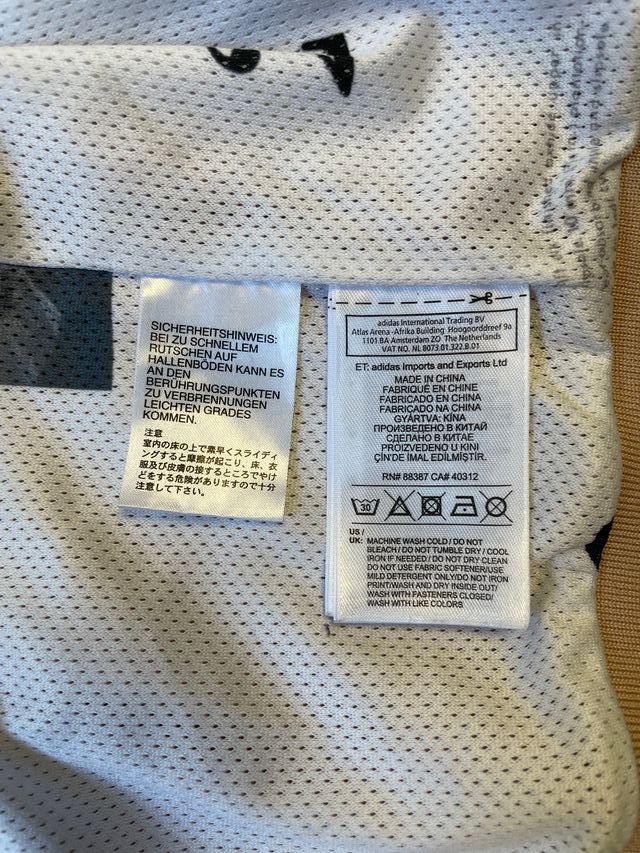 SICHERHEITSHINWEIS:
BEI ZU SCHNELLEM
RUTSCHEN AUF
HALLENBÖDEN KANN ES
AN DEN
BERÜHRUNGSPUNKTEN
ZU VERBRENNUNGEN
LEICHTEN GRADES
KOMMEN.
注意
室内の床の上で素早くスライディ
ングすると摩擦が起こり、床、衣
服及び皮膚の接するところでやけ
どをする危険がありますので十分
注意して下さい。
adidas International Trading BV
Atlas Arena -Afrika Building Hoogoorddreef 9a
1101 BA Amsterdam ZO The Netherlands
VAT NO. NL 8073.01.322.B.01
ET: adidas Imports and Exports Ltd
MADE IN CHINA
FABRIQUÉ EN CHINE
FABRICADO EN CHINA
FABRICADO NA CHINA
GYÁRTVA: KÍNA
ПРОИЗВЕДЕНО В КИТАЙ
СДЕЛАНО В КИТАЕ
PROIZVEDENO U KINI
ÇİN'DE İMAL EDİLMİŞTİR.
RN# 88387 CA# 40312
30
US /
UK: MACHINE WASH COLD / DO NOT
BLEACH / DO NOT TUMBLE DRY / COOL
IRON IF NEEDED / DO NOT DRY CLEAN
DO NOT USE FABRIC SOFTENER/USE
MILD DETERGENT ONLY/DO NOT IRON
PRINT/WASH AND DRY INSIDE OUT/
WASH WITH FASTENERS CLOSED/
WASH WITH LIKE COLORS